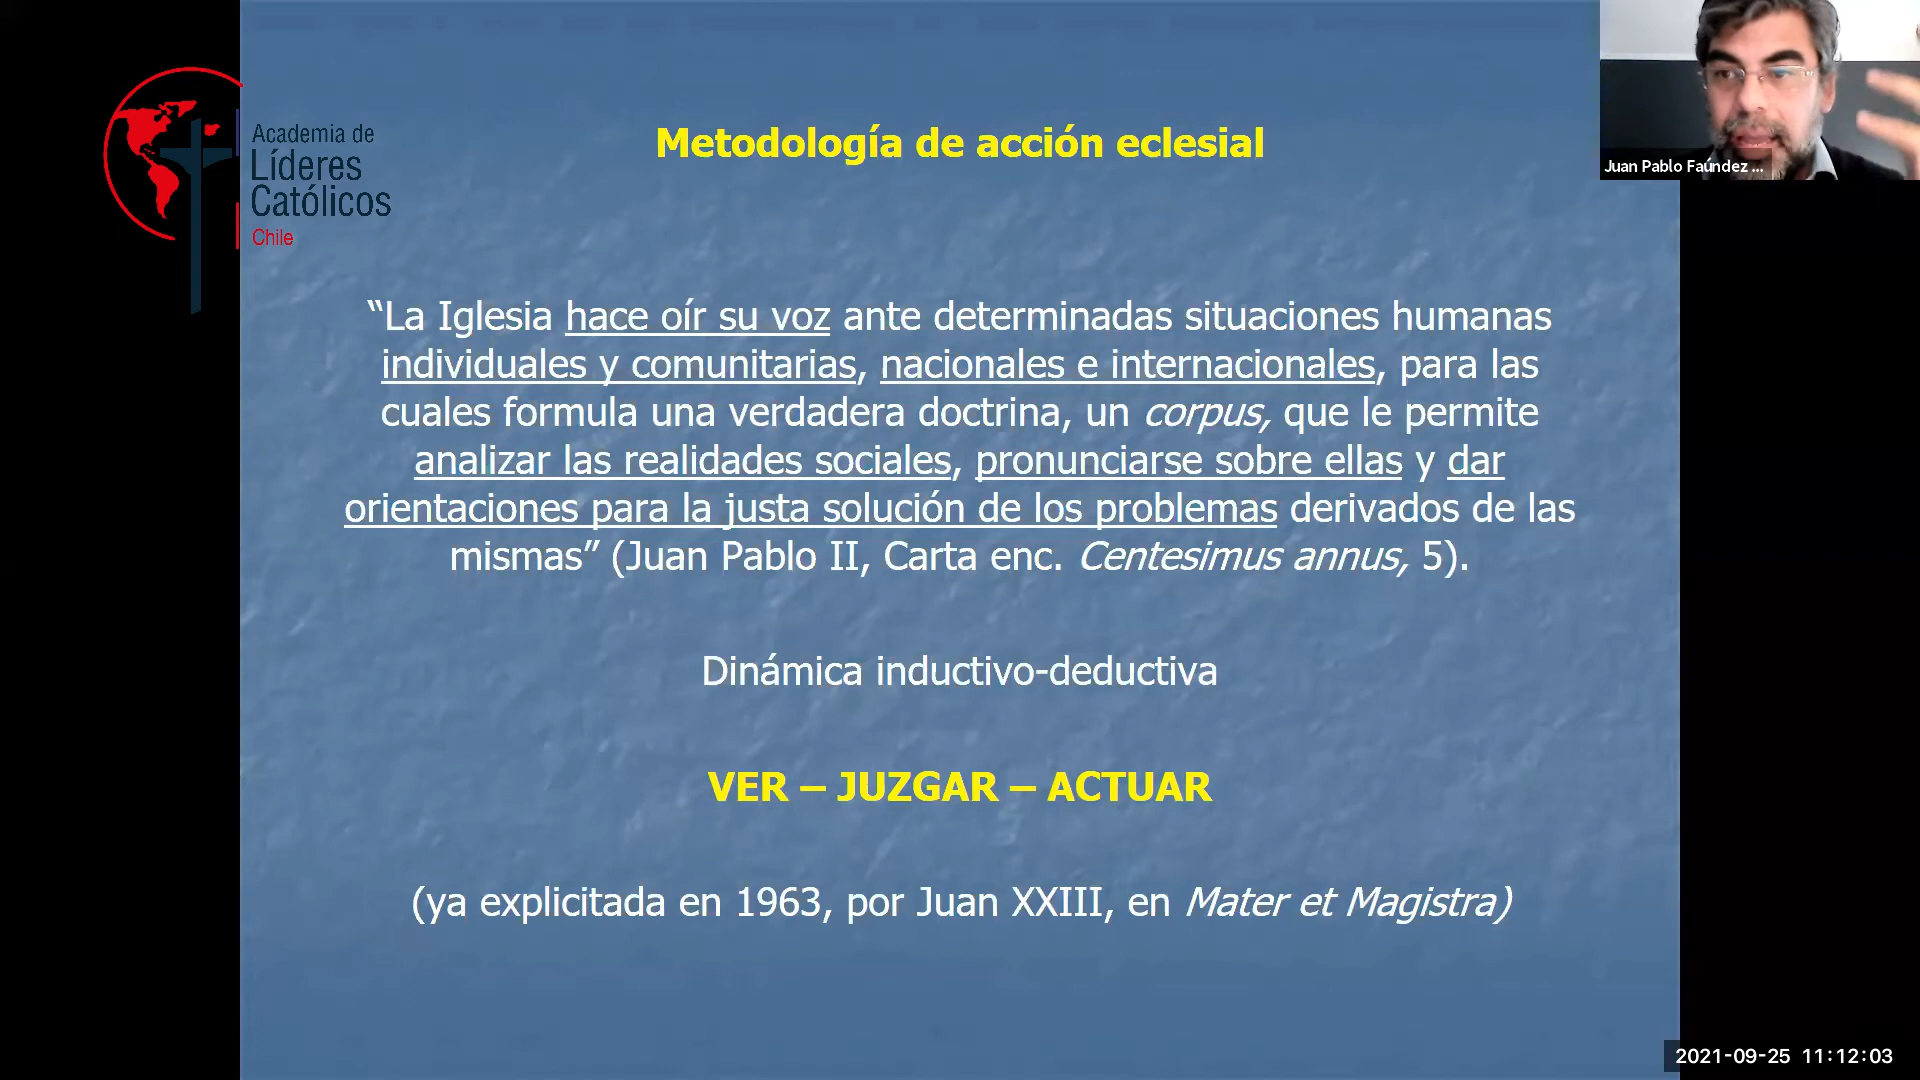 Academia de
Líderes
Católicos
Chile
Metodología de acción eclesial
Juan Pablo Faúndez ...
“La Iglesia hace oír su voz ante determinadas situaciones humanas
individuales y comunitarias, nacionales e internacionales, para las
cuales formula una verdadera doctrina, un corpus, que le permite
analizar las realidades sociales, pronunciarse sobre ellas y dar
orientaciones para la justa solución de los problemas derivados de las
mismas” (Juan Pablo II, Carta enc. Centesimus annus, 5).
Dinámica inductivo-deductiva
VER – JUZGAR – ACTUAR
(ya explicitada en 1963, por Juan XXIII, en Mater et Magistra)
2021-09-25 11:12:03